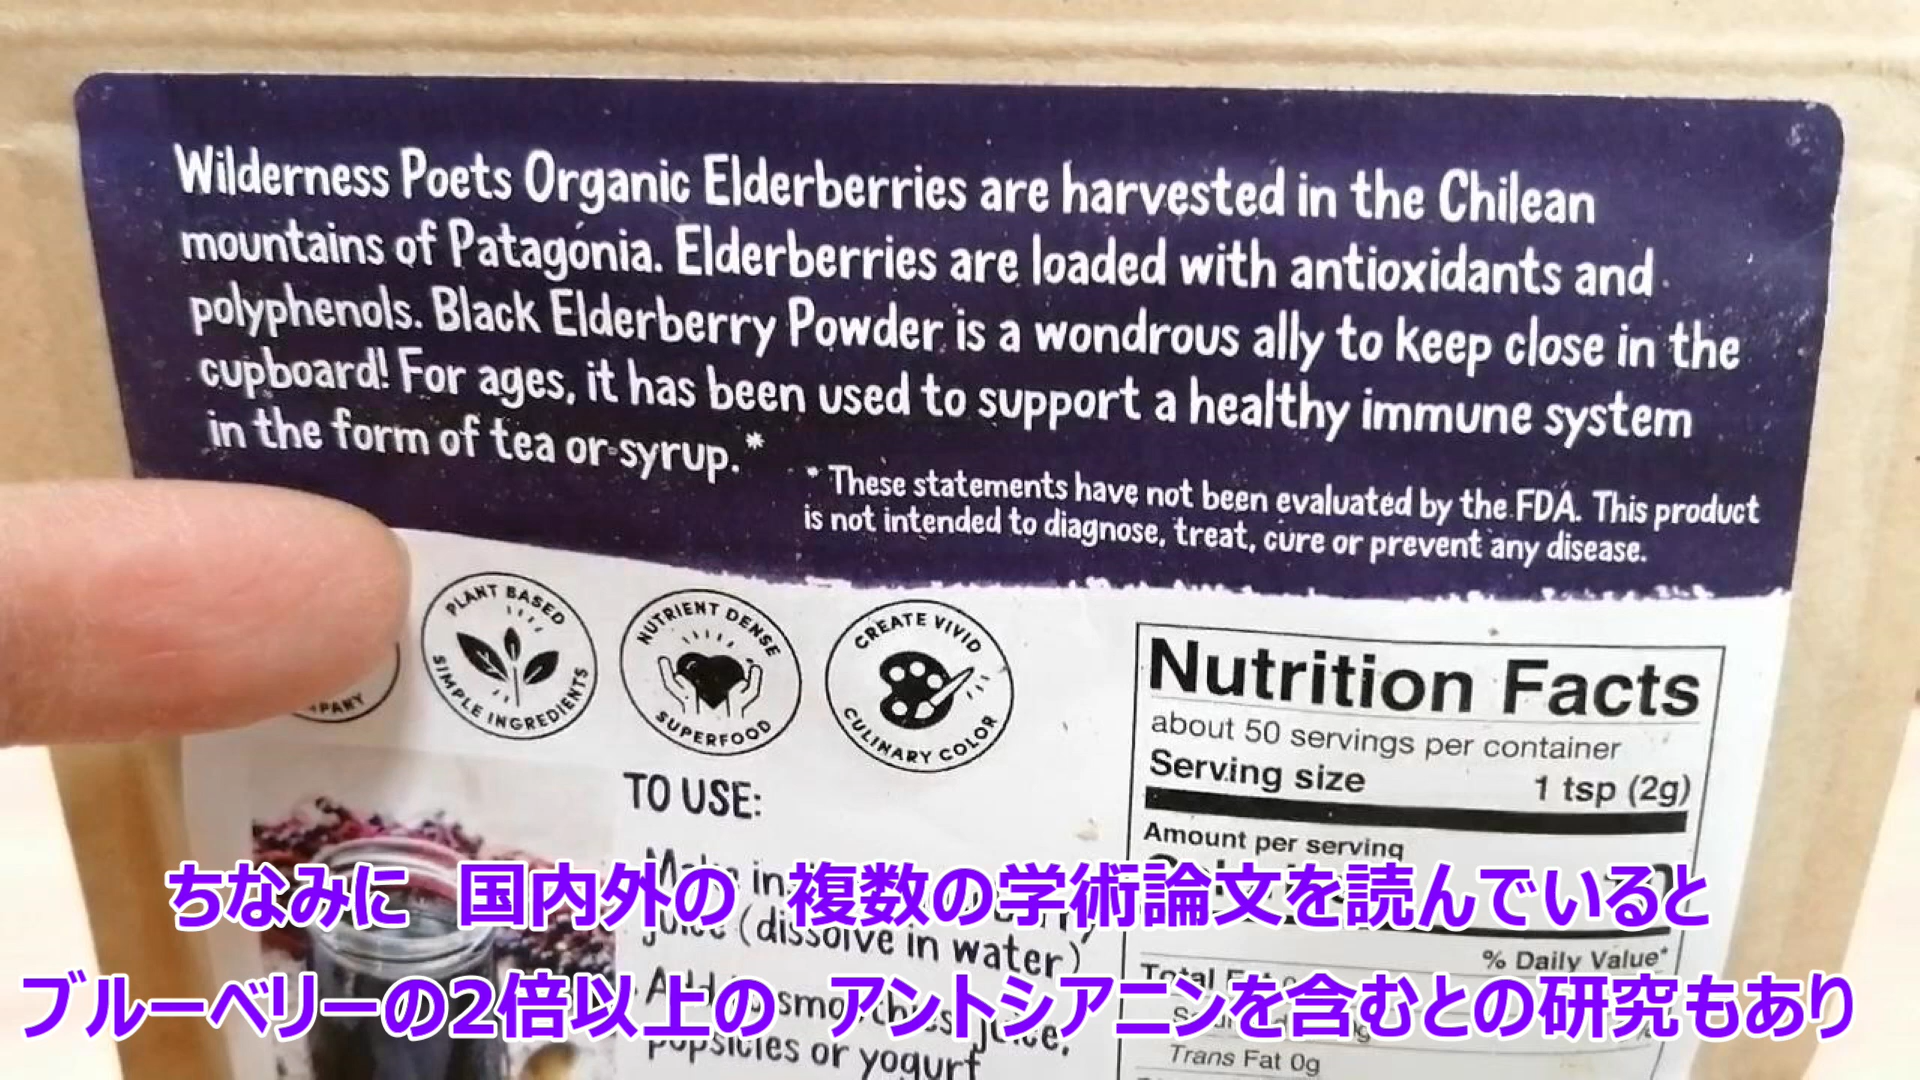 Wilderness Poets Organic Elderberries are harvested in the Chilean
mountains of Patagónia. Elderberries are loaded with antioxidants and
polyphenols. Black Elderberry Powder is a wondrous ally to keep close in the
cupboard! For ages, it has been used to support a healthy immune system
in the form of tea or syrup.*
* These statements have not been evaluated by the FDA. This product
is not intended to diagnose, treat, cure or prevent any disease.
PLANT BASED
SIMPLE INGREDIENTS
NUTRIENT DENSE
SUPERFOOD
CREATE VIVID
CULINARY COLOR
TO USE:
(dissolve in water)
popsicles or yogurt
Nutrition Facts
about 50 servings per container
Serving size 1 tsp (2g)
Amount per serving
% Daily Value*
Trans Fat 0g
ちなみに 国内外の 複数の学術論文を読んでいると
ブルーベリーの2倍以上の アントシアニンを含むとの研究もあり